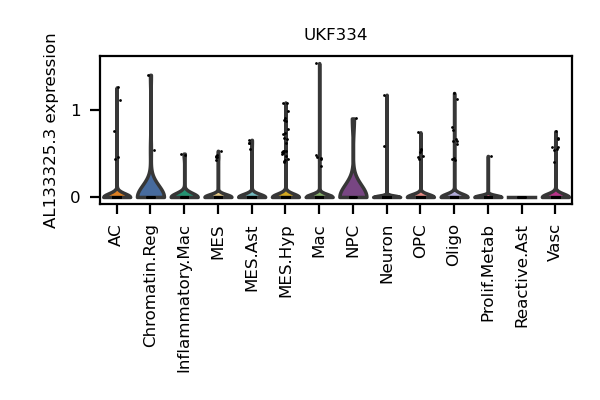 UKF334
AL133325.3 expression
1
0
AC
Chromatin.Reg
Inflammatory.Mac
MES
MES.Ast
MES.Hyp
Mac
NPC
Neuron
OPC
Oligo
Prolif.Metab
Reactive.Ast
Vasc